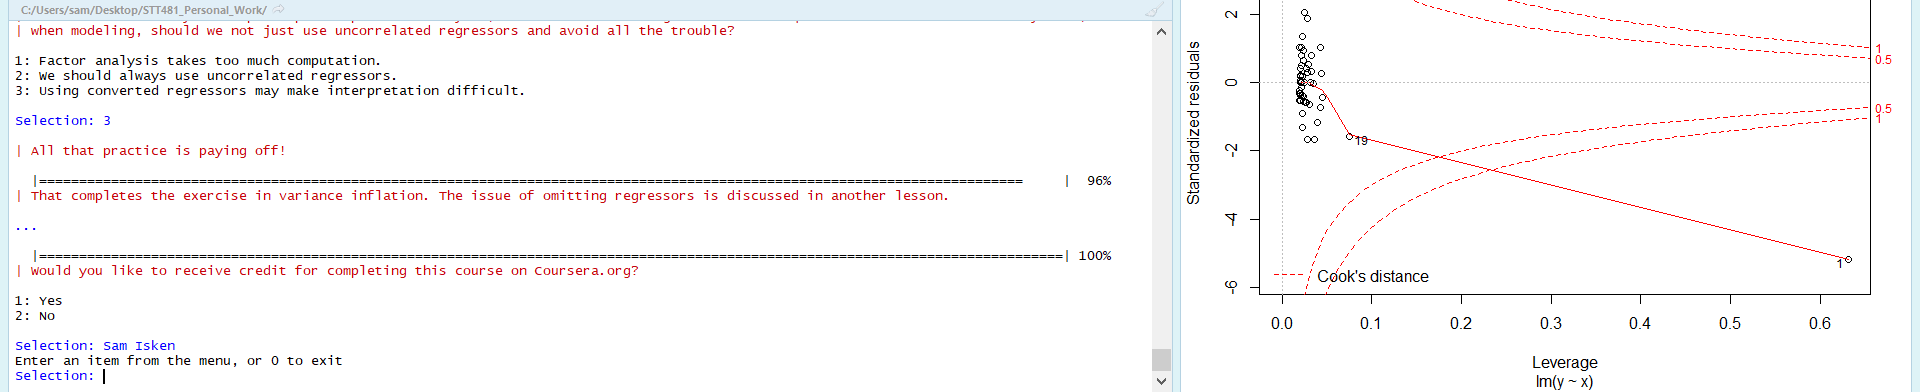 C:/Users/sam/Desktop/STT481_Personal_Work/
| when modeling, should we not just use uncorrelated regressors and avoid all the trouble?
1: Factor analysis takes too much computation.
2: We should always use uncorrelated regressors.
3: Using converted regressors may make interpretation difficult.
Selection: 3
| All that practice is paying off!
|===========================================================================================================================      |  96%
| That completes the exercise in variance inflation. The issue of omitting regressors is discussed in another lesson.
...
|================================================================================================================================| 100%
| Would you like to receive credit for completing this course on Coursera.org?
1: Yes
2: No
Selection: Sam Isken
Enter an item from the menu, or 0 to exit
Selection:
Standardized residuals
2
0
-2
-4
-6
1
0.5
0.5
1
19
1
Cook's distance
0.0 0.1 0.2 0.3 0.4 0.5 0.6
Leverage
lm(y ~ x)